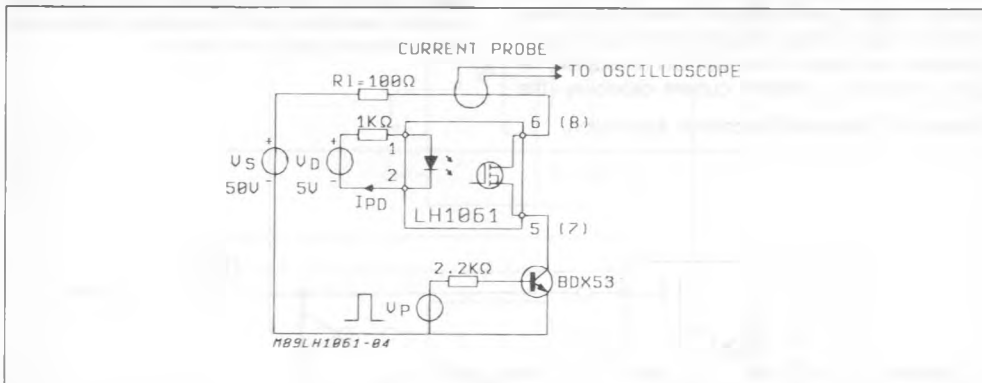 CURRENT PROBE
TO OSCILLOSCOPE
R1=100Ω
6 (8)
1KΩ
1
+
+
VS
VD
2
50V -
5V -
IPD
LH1061
5 (7)
2.2KΩ
BDX53
VP
M89LH1061-04